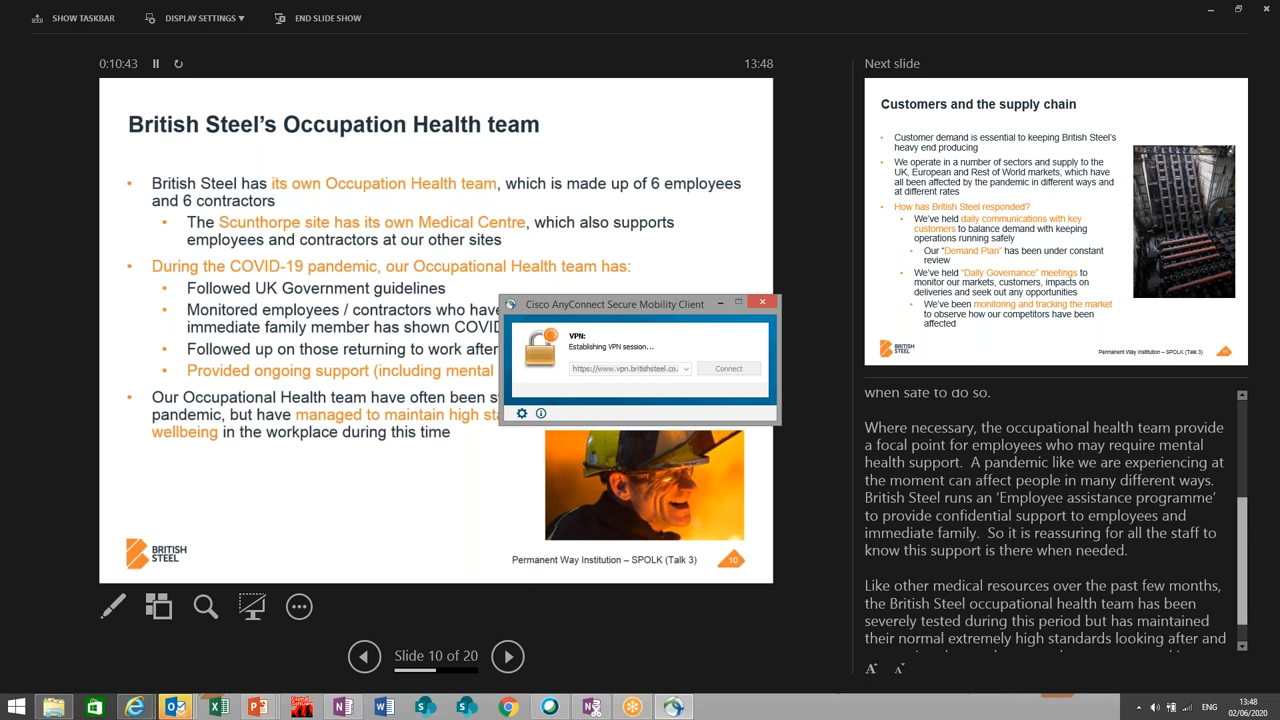 SHOW TASKBAR
DISPLAY SETTINGS ▼
END SLIDE SHOW
0:10:43
13:48
British Steel's Occupation Health team
• British Steel has its own Occupation Health team, which is made up of 6 employees
and 6 contractors
• The Scunthorpe site has its own Medical Centre, which also supports
employees and contractors at our other sites
• During the COVID-19 pandemic, our Occupational Health team has:
• Followed UK Government guidelines
• Monitored employees / contractors who have
immediate family member has shown COVID
• Followed up on those returning to work after
• Provided ongoing support (including mental
• Our Occupational Health team have often been s
pandemic, but have managed to maintain high sta
wellbeing in the workplace during this time
Cisco AnyConnect Secure Mobility Client
VPN:
Establishing VPN session...
https://www.vpn.britishsteel.co.
Connect
BRITISH
STEEL
Permanent Way Institution – SPOLK (Talk 3)
10
Slide 10 of 20
Next slide
Customers and the supply chain
• Customer demand is essential to keeping British Steel's
heavy end producing
• We operate in a number of sectors and supply to the
UK, European and Rest of World markets, which have
all been affected by the pandemic in different ways and
at different rates
• How has British Steel responded?
• We've held daily communications with key
customers to balance demand with keeping
operations running safely
• Our "Demand Plan" has been under constant
review
• We've held "Daily Governance" meetings to
monitor our markets, customers, impacts on
deliveries and seek out any opportunities
• We've been monitoring and tracking the market
to observe how our competitors have been
affected
BRITISH
STEEL
Permanent Way Institution – SPOLK (Talk 3)
11
when safe to do so.
Where necessary, the occupational health team provide
a focal point for employees who may require mental
health support. A pandemic like we are experiencing at
the moment can affect people in many different ways.
British Steel runs an 'Employee assistance programme'
to provide confidential support to employees and
immediate family. So it is reassuring for all the staff to
know this support is there when needed.
Like other medical resources over the past few months,
the British Steel occupational health team has been
severely tested during this period but has maintained
their normal extremely high standards looking after and
A A
ENG
13:48
02/06/2020